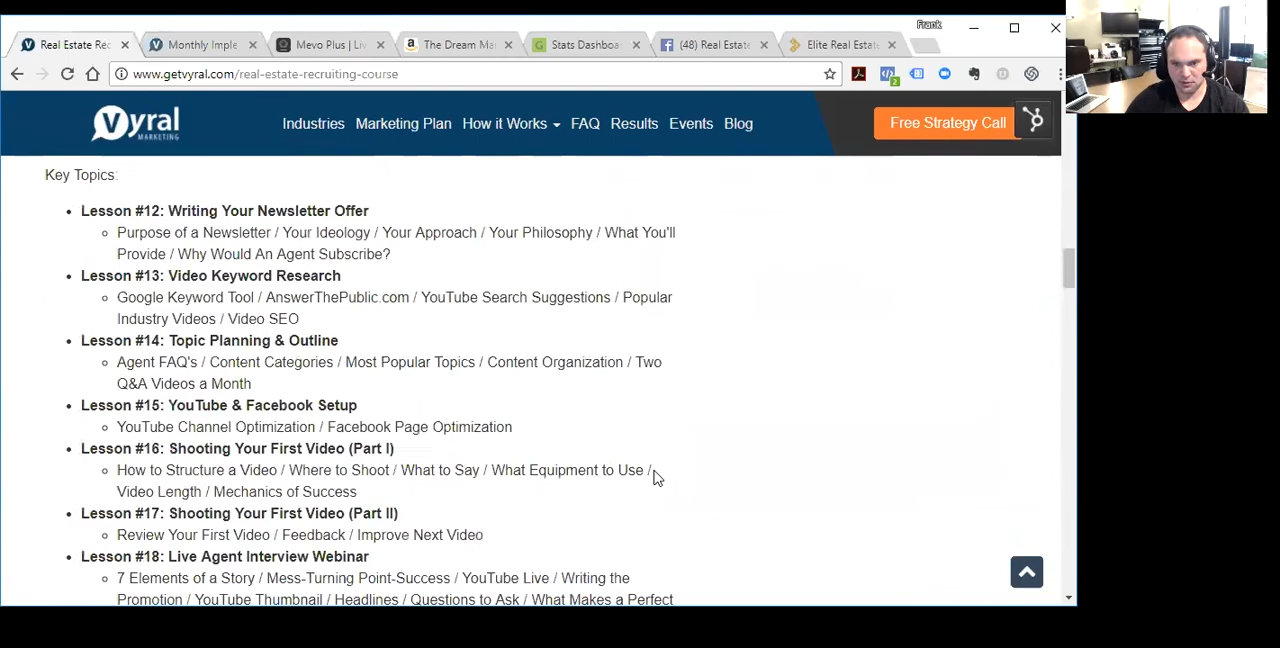 Frank
Real Estate Rec
Monthly Imple
Mevo Plus | Liv
The Dream Ma
Stats Dashboa
(48) Real Estate
Elite Real Estat
www.getvyral.com/real-estate-recruiting-course
2
Vyral
MARKETING
Industries Marketing Plan How it Works FAQ Results Events Blog
Free Strategy Call
Key Topics:
Lesson #12: Writing Your Newsletter Offer
Purpose of a Newsletter / Your Ideology / Your Approach / Your Philosophy / What You'll
Provide / Why Would An Agent Subscribe?
Lesson #13: Video Keyword Research
Google Keyword Tool / AnswerThePublic.com / YouTube Search Suggestions / Popular
Industry Videos / Video SEO
Lesson #14: Topic Planning & Outline
Agent FAQ's / Content Categories / Most Popular Topics / Content Organization / Two
Q&A Videos a Month
Lesson #15: YouTube & Facebook Setup
YouTube Channel Optimization / Facebook Page Optimization
Lesson #16: Shooting Your First Video (Part I)
How to Structure a Video / Where to Shoot / What to Say / What Equipment to Use /
Video Length / Mechanics of Success
Lesson #17: Shooting Your First Video (Part II)
Review Your First Video / Feedback / Improve Next Video
Lesson #18: Live Agent Interview Webinar
7 Elements of a Story / Mess-Turning Point-Success / YouTube Live / Writing the
Promotion / YouTube Thumbnail / Headlines / Questions to Ask / What Makes a Perfect